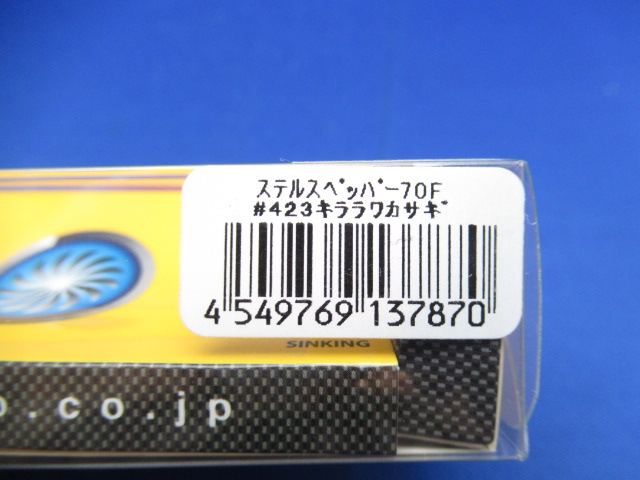 ｽﾃﾙｽﾍﾟｯﾊﾟｰ70F
#423ｷﾗﾗﾜｶｻｷﾞ
4 549769 137870
SINKING
.co.jp